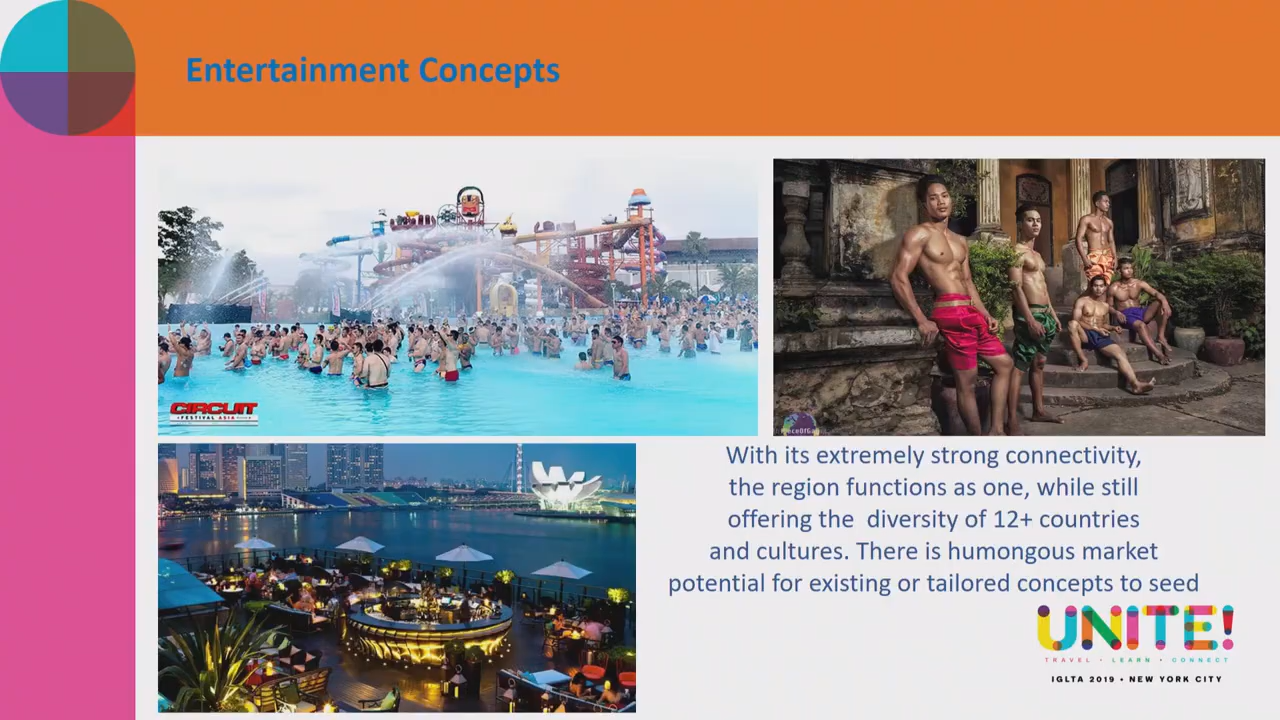 Entertainment Concepts
CIRCUIT
FESTIVAL ASIA
With its extremely strong connectivity,
the region functions as one, while still
offering the  diversity of 12+ countries
and cultures. There is humongous market
potential for existing or tailored concepts to seed
UNITE!
TRAVEL • LEARN • CONNECT
IGLTA 2019 • NEW YORK CITY